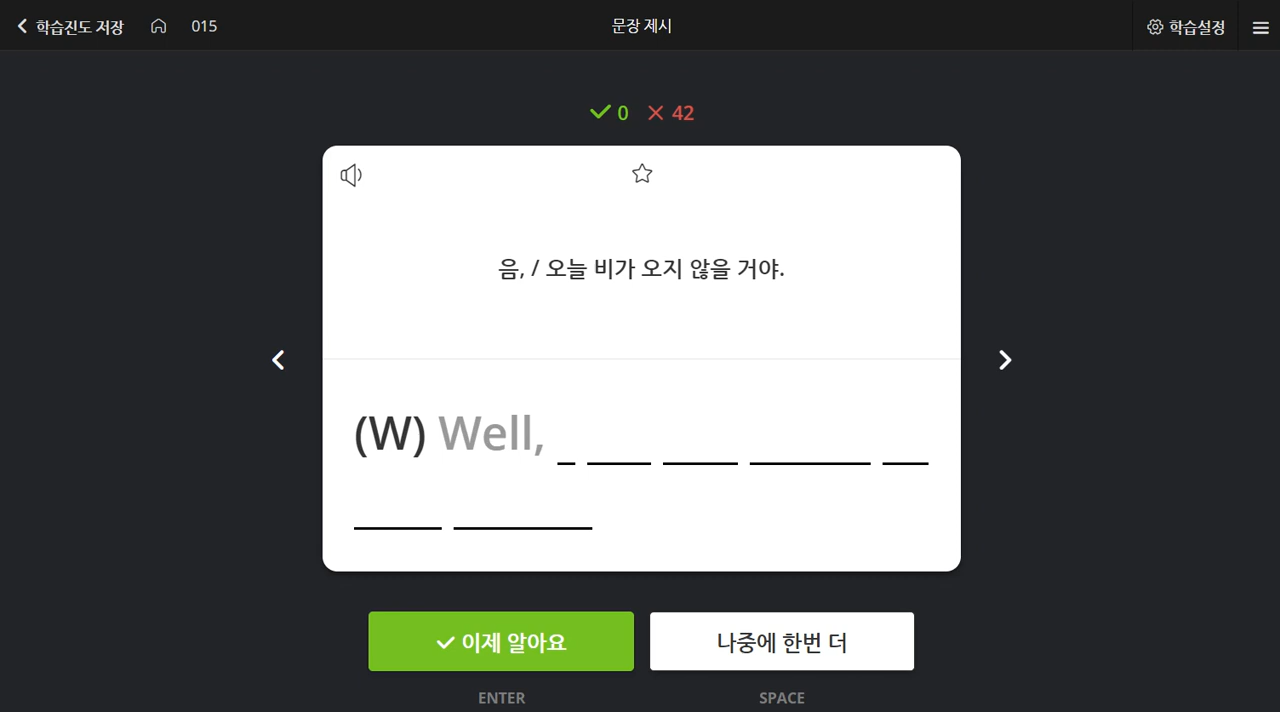 학습진도 저장 015 문장 제시 학습설정
0 42
음, / 오늘 비가 오지 않을 거야.
(W) Well,
이제 알아요 나중에 한번 더
ENTER SPACE